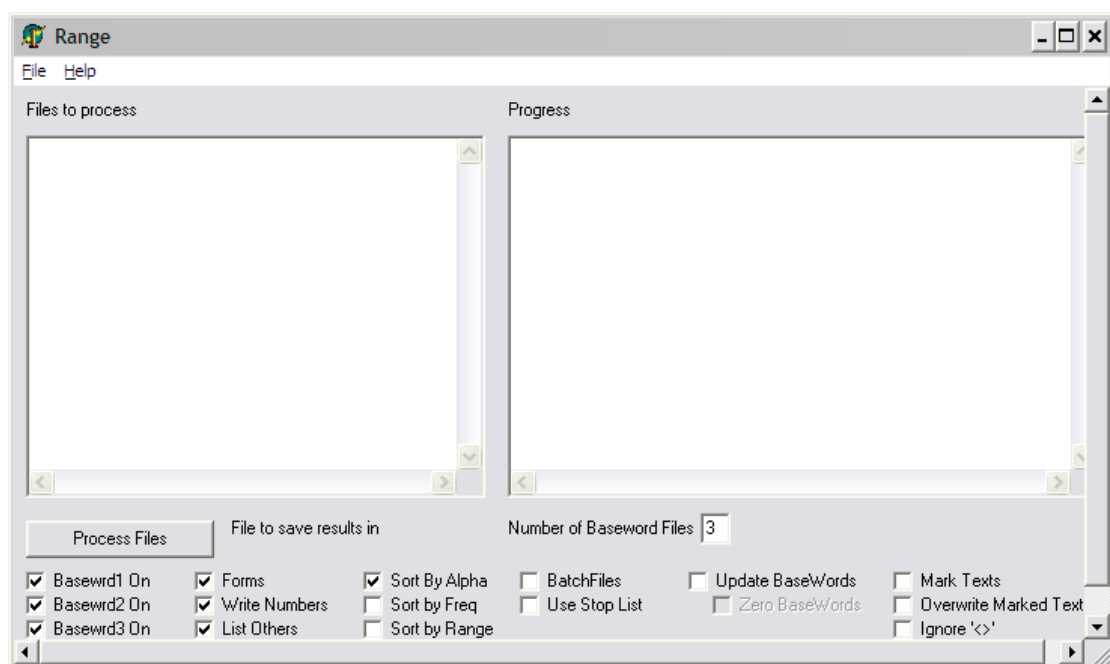 Range
File Help
Files to process Progress
Process Files File to save results in Number of Baseword Files 3
Basewrd1 On Forms Sort By Alpha BatchFiles Update BaseWords Mark Texts
Basewrd2 On Write Numbers Sort by Freq Use Stop List Zero BaseWords Overwrite Marked Text
Basewrd3 On List Others Sort by Range Ignore '<>'